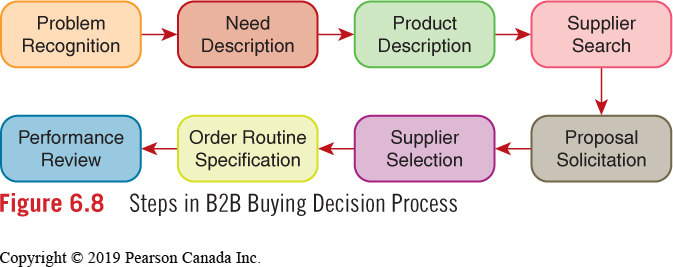 Problem
Recognition
Need
Description
Product
Description
Supplier
Search
Proposal
Solicitation
Supplier
Selection
Order Routine
Specification
Performance
Review
Figure 6.8 Steps in B2B Buying Decision Process
Copyright © 2019 Pearson Canada Inc.